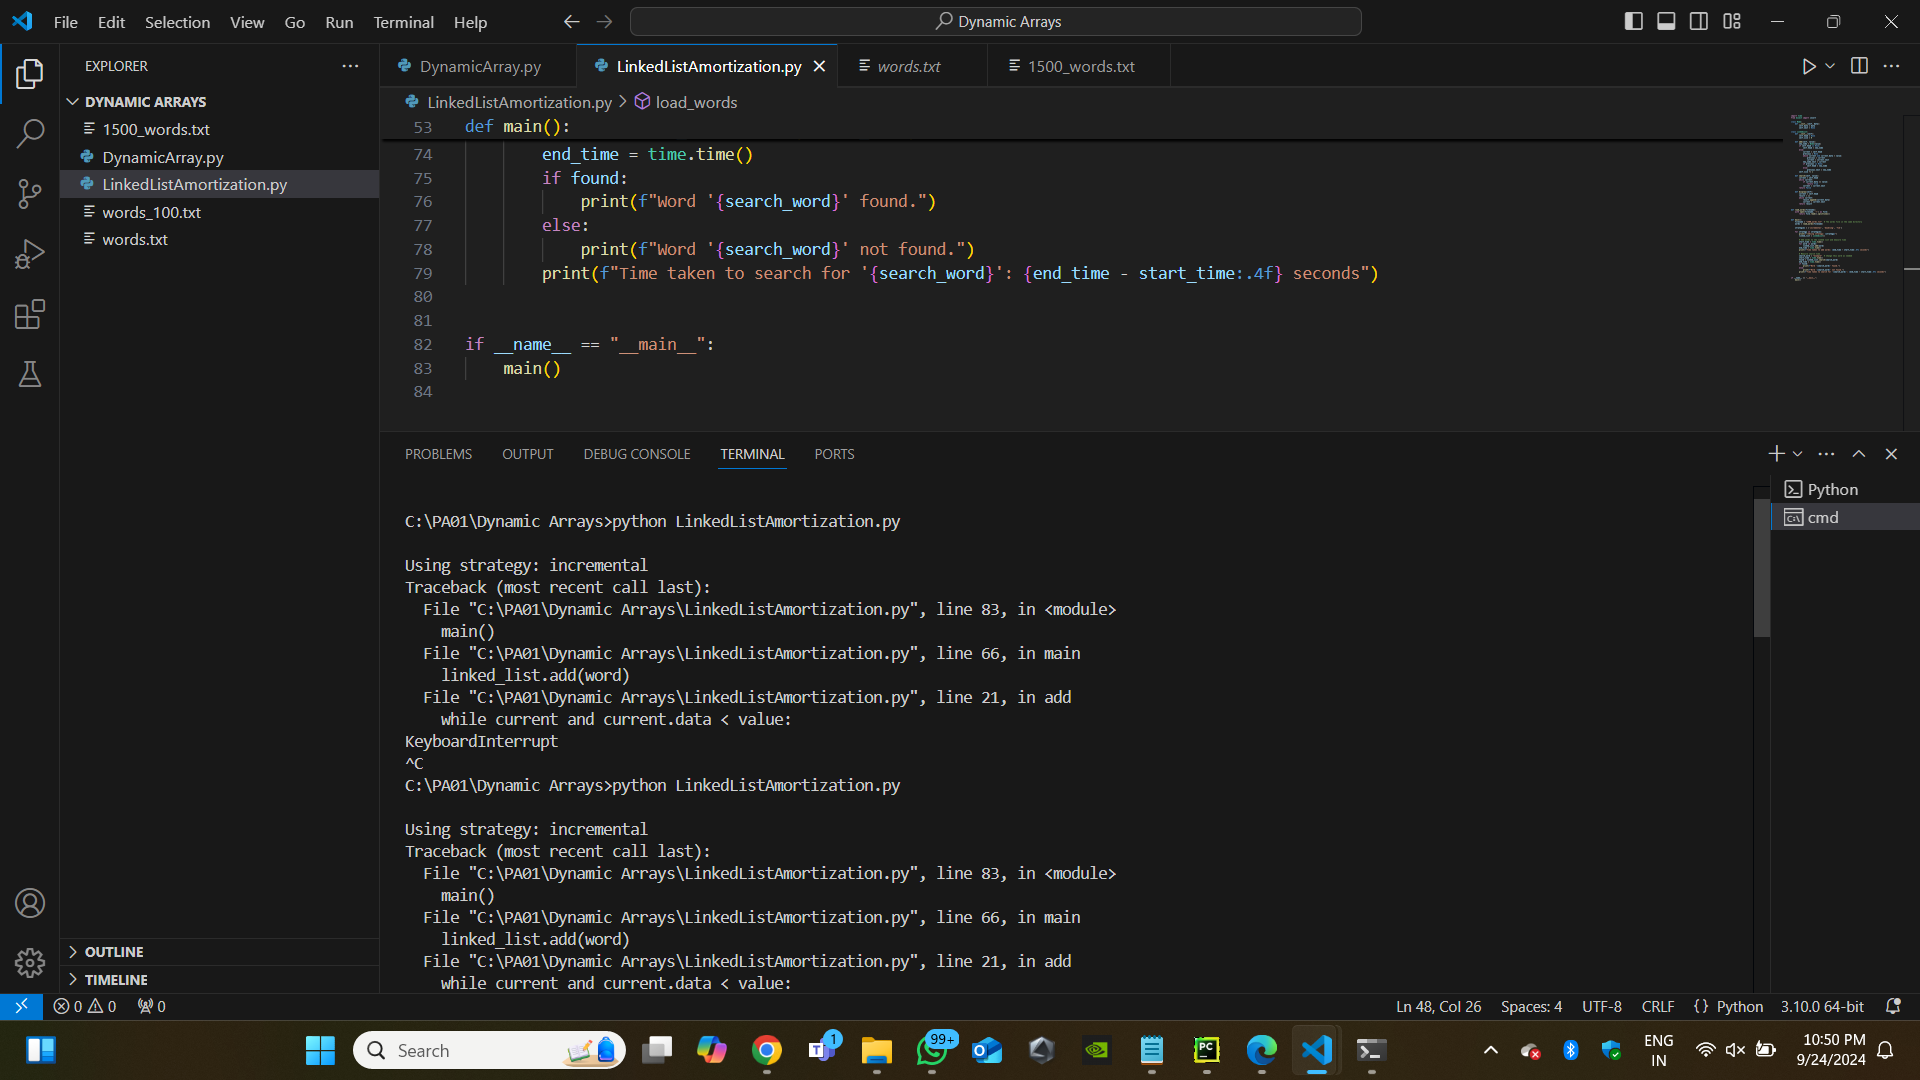 File Edit Selection View Go Run Terminal Help
Dynamic Arrays
EXPLORER
DYNAMIC ARRAYS
1500_words.txt
DynamicArray.py
LinkedListAmortization.py
words_100.txt
words.txt
OUTLINE
TIMELINE
DynamicArray.py
LinkedListAmortization.py
words.txt
1500_words.txt
LinkedListAmortization.py > load_words
53 def main():
74 end_time = time.time()
75 if found:
76 print(f"Word '{search_word}' found.")
77 else:
78 print(f"Word '{search_word}' not found.")
79 print(f"Time taken to search for '{search_word}': {end_time - start_time:.4f} seconds")
80
81
82 if __name__ == "__main__":
83 main()
84
PROBLEMS OUTPUT DEBUG CONSOLE TERMINAL PORTS
Python
cmd
C:\PA01\Dynamic Arrays>python LinkedListAmortization.py
Using strategy: incremental
Traceback (most recent call last):
File "C:\PA01\Dynamic Arrays\LinkedListAmortization.py", line 83, in <module>
main()
File "C:\PA01\Dynamic Arrays\LinkedListAmortization.py", line 66, in main
linked_list.add(word)
File "C:\PA01\Dynamic Arrays\LinkedListAmortization.py", line 21, in add
while current and current.data < value:
KeyboardInterrupt
^C
C:\PA01\Dynamic Arrays>python LinkedListAmortization.py
Using strategy: incremental
Traceback (most recent call last):
File "C:\PA01\Dynamic Arrays\LinkedListAmortization.py", line 83, in <module>
main()
File "C:\PA01\Dynamic Arrays\LinkedListAmortization.py", line 66, in main
linked_list.add(word)
File "C:\PA01\Dynamic Arrays\LinkedListAmortization.py", line 21, in add
while current and current.data < value:
0 0 0
Ln 48, Col 26 Spaces: 4 UTF-8 CRLF {} Python 3.10.0 64-bit
Search
1
99+
PC
ENG
IN
10:50 PM
9/24/2024